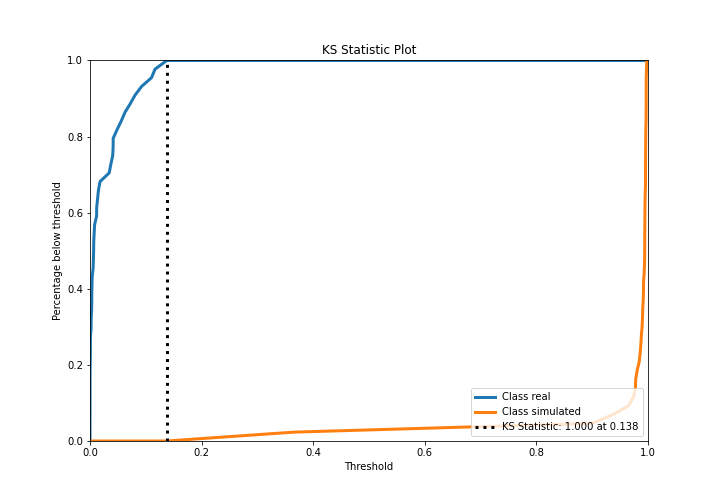 KS Statistic Plot
1.0
0.8
0.6
0.4
0.2
0.0
Percentage below threshold
Class real
Class simulated
KS Statistic: 1.000 at 0.138
0.0 0.2 0.4 0.6 0.8 1.0
Threshold